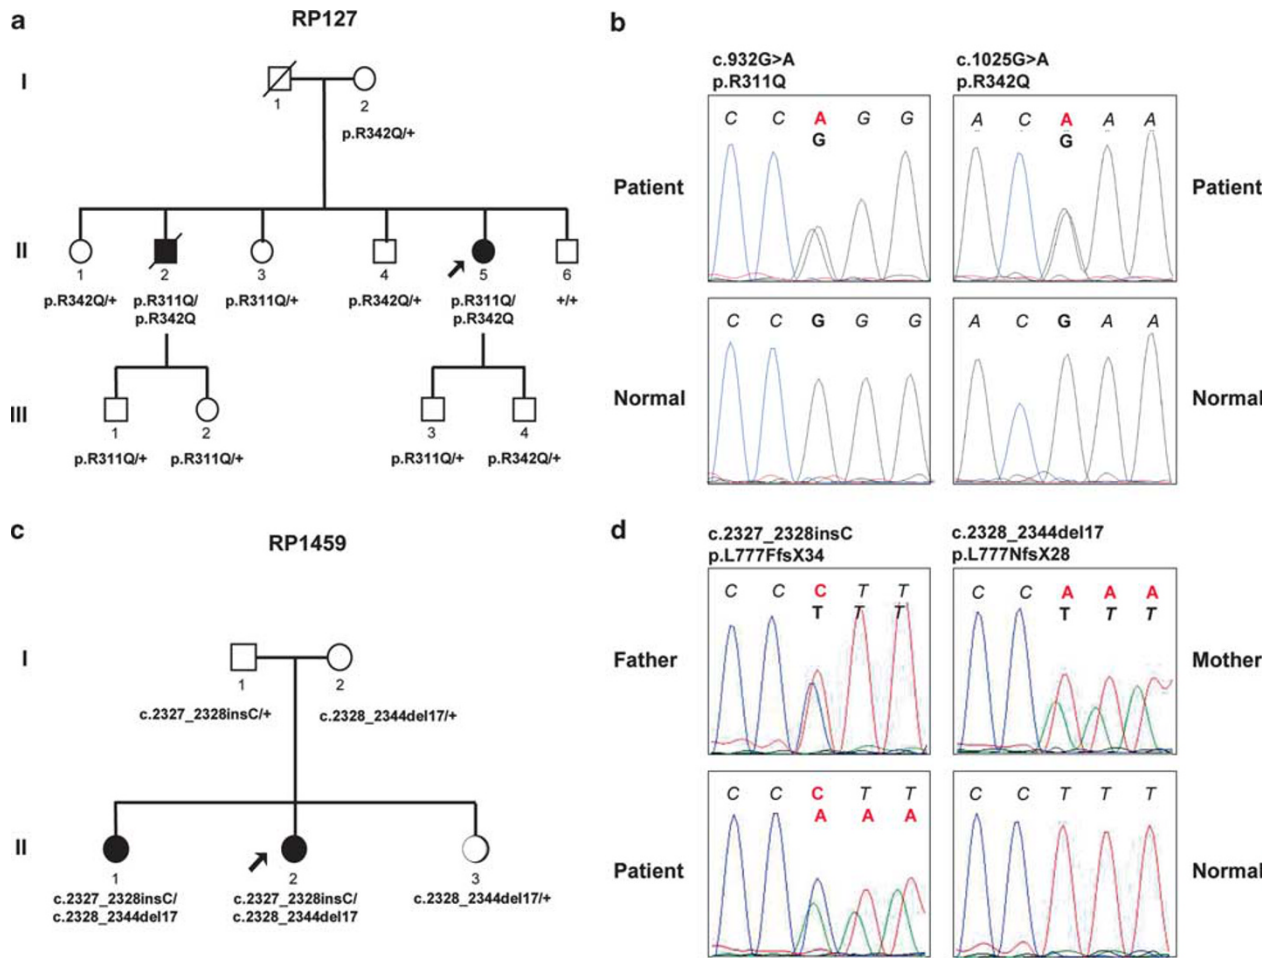 a
RP127
I
1
2
p.R342Q/+
II
1
2
3
4
5
6
p.R342Q/+
p.R311Q/
p.R342Q
p.R311Q/+
p.R342Q/+
p.R311Q/
p.R342Q
+/+
III
1
2
3
4
p.R311Q/+
p.R311Q/+
p.R311Q/+
p.R342Q/+
b
c.932G>A
p.R311Q
c.1025G>A
p.R342Q
C C A G G
G
A C A A A
G
Patient
Patient
C C G G G
A C G A A
Normal
Normal
c
RP1459
I
1
2
c.2327_2328insC/+
c.2328_2344del17/+
II
1
2
3
c.2327_2328insC/
c.2328_2344del17
c.2327_2328insC/
c.2328_2344del17
c.2328_2344del17/+
d
c.2327_2328insC
p.L777FfsX34
c.2328_2344del17
p.L777NfsX28
C C C T T
T T T
C C A A A
T T T
Father
Mother
C C C T T
A A A
C C T T T
Patient
Normal